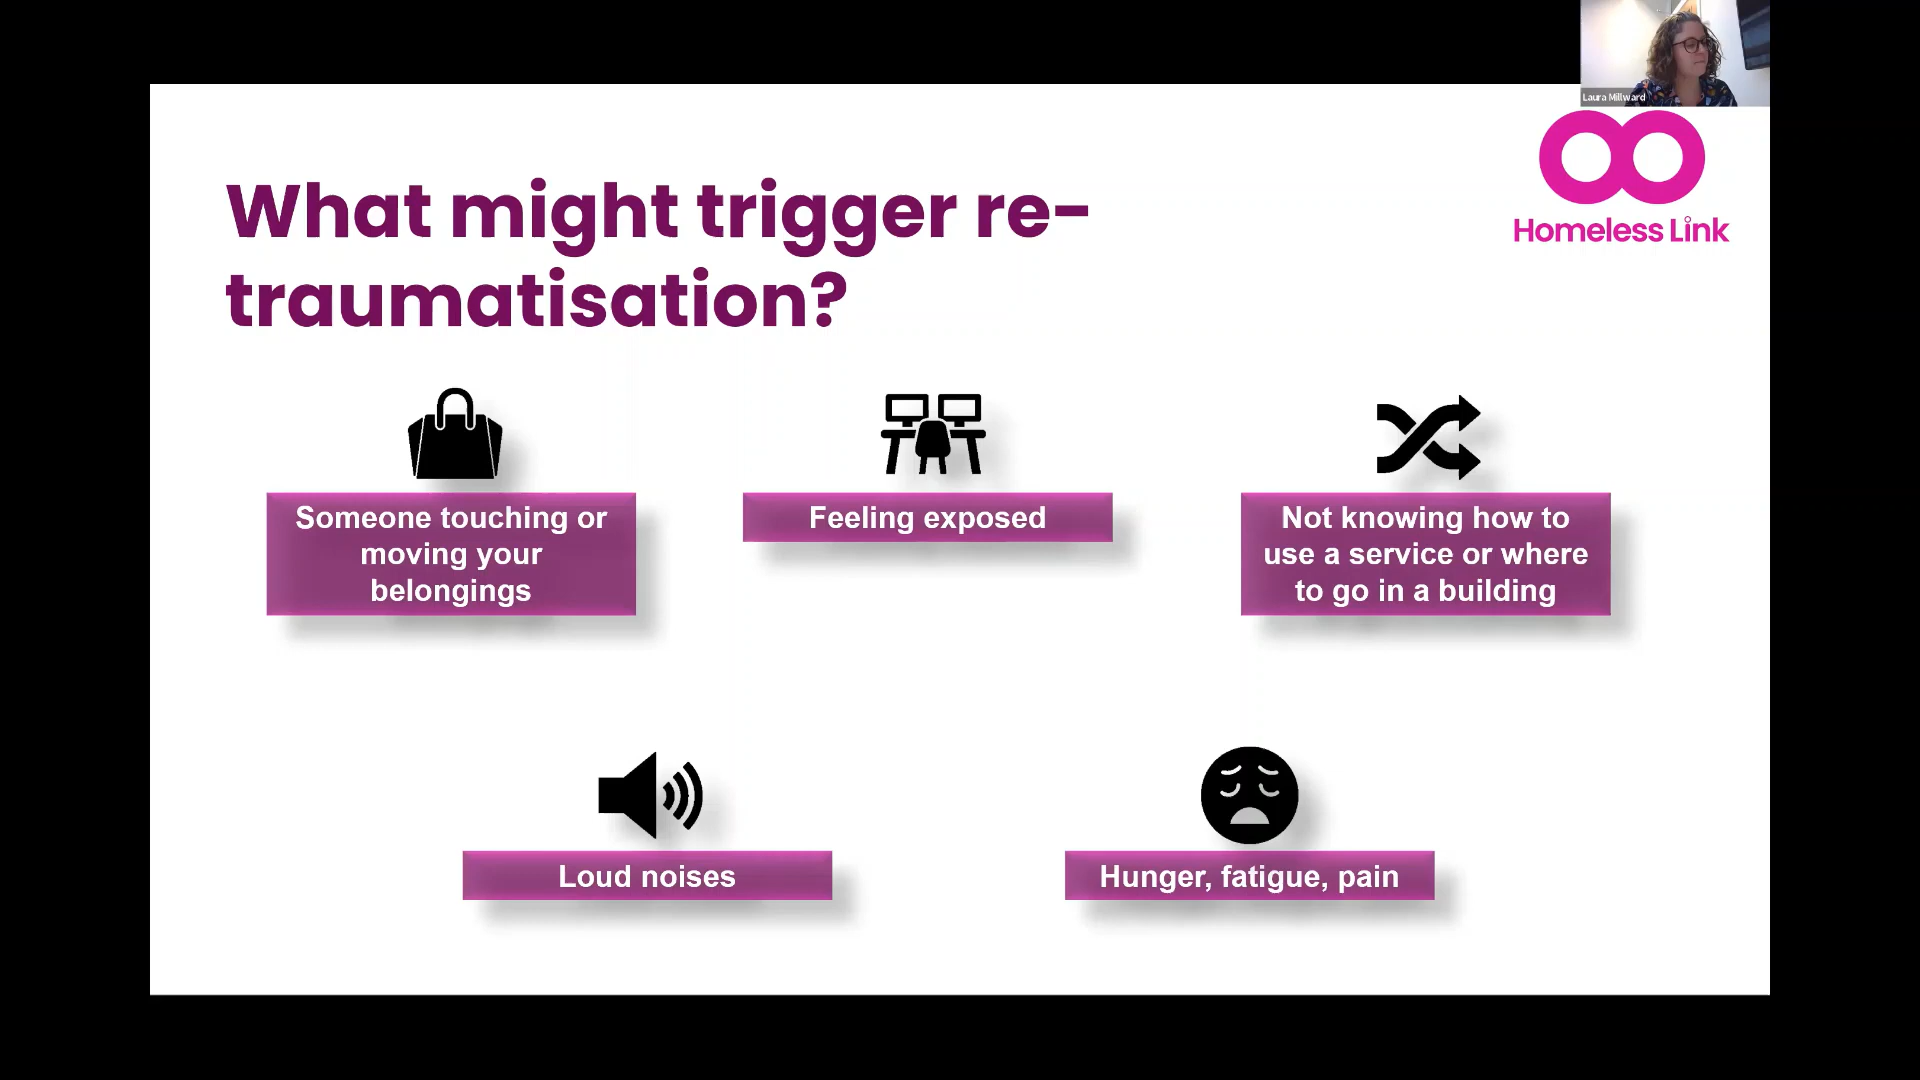 Laura Millward
Homeless Link
What might trigger re-
traumatisation?
Someone touching or
moving your
belongings
Feeling exposed
Not knowing how to
use a service or where
to go in a building
Loud noises
Hunger, fatigue, pain